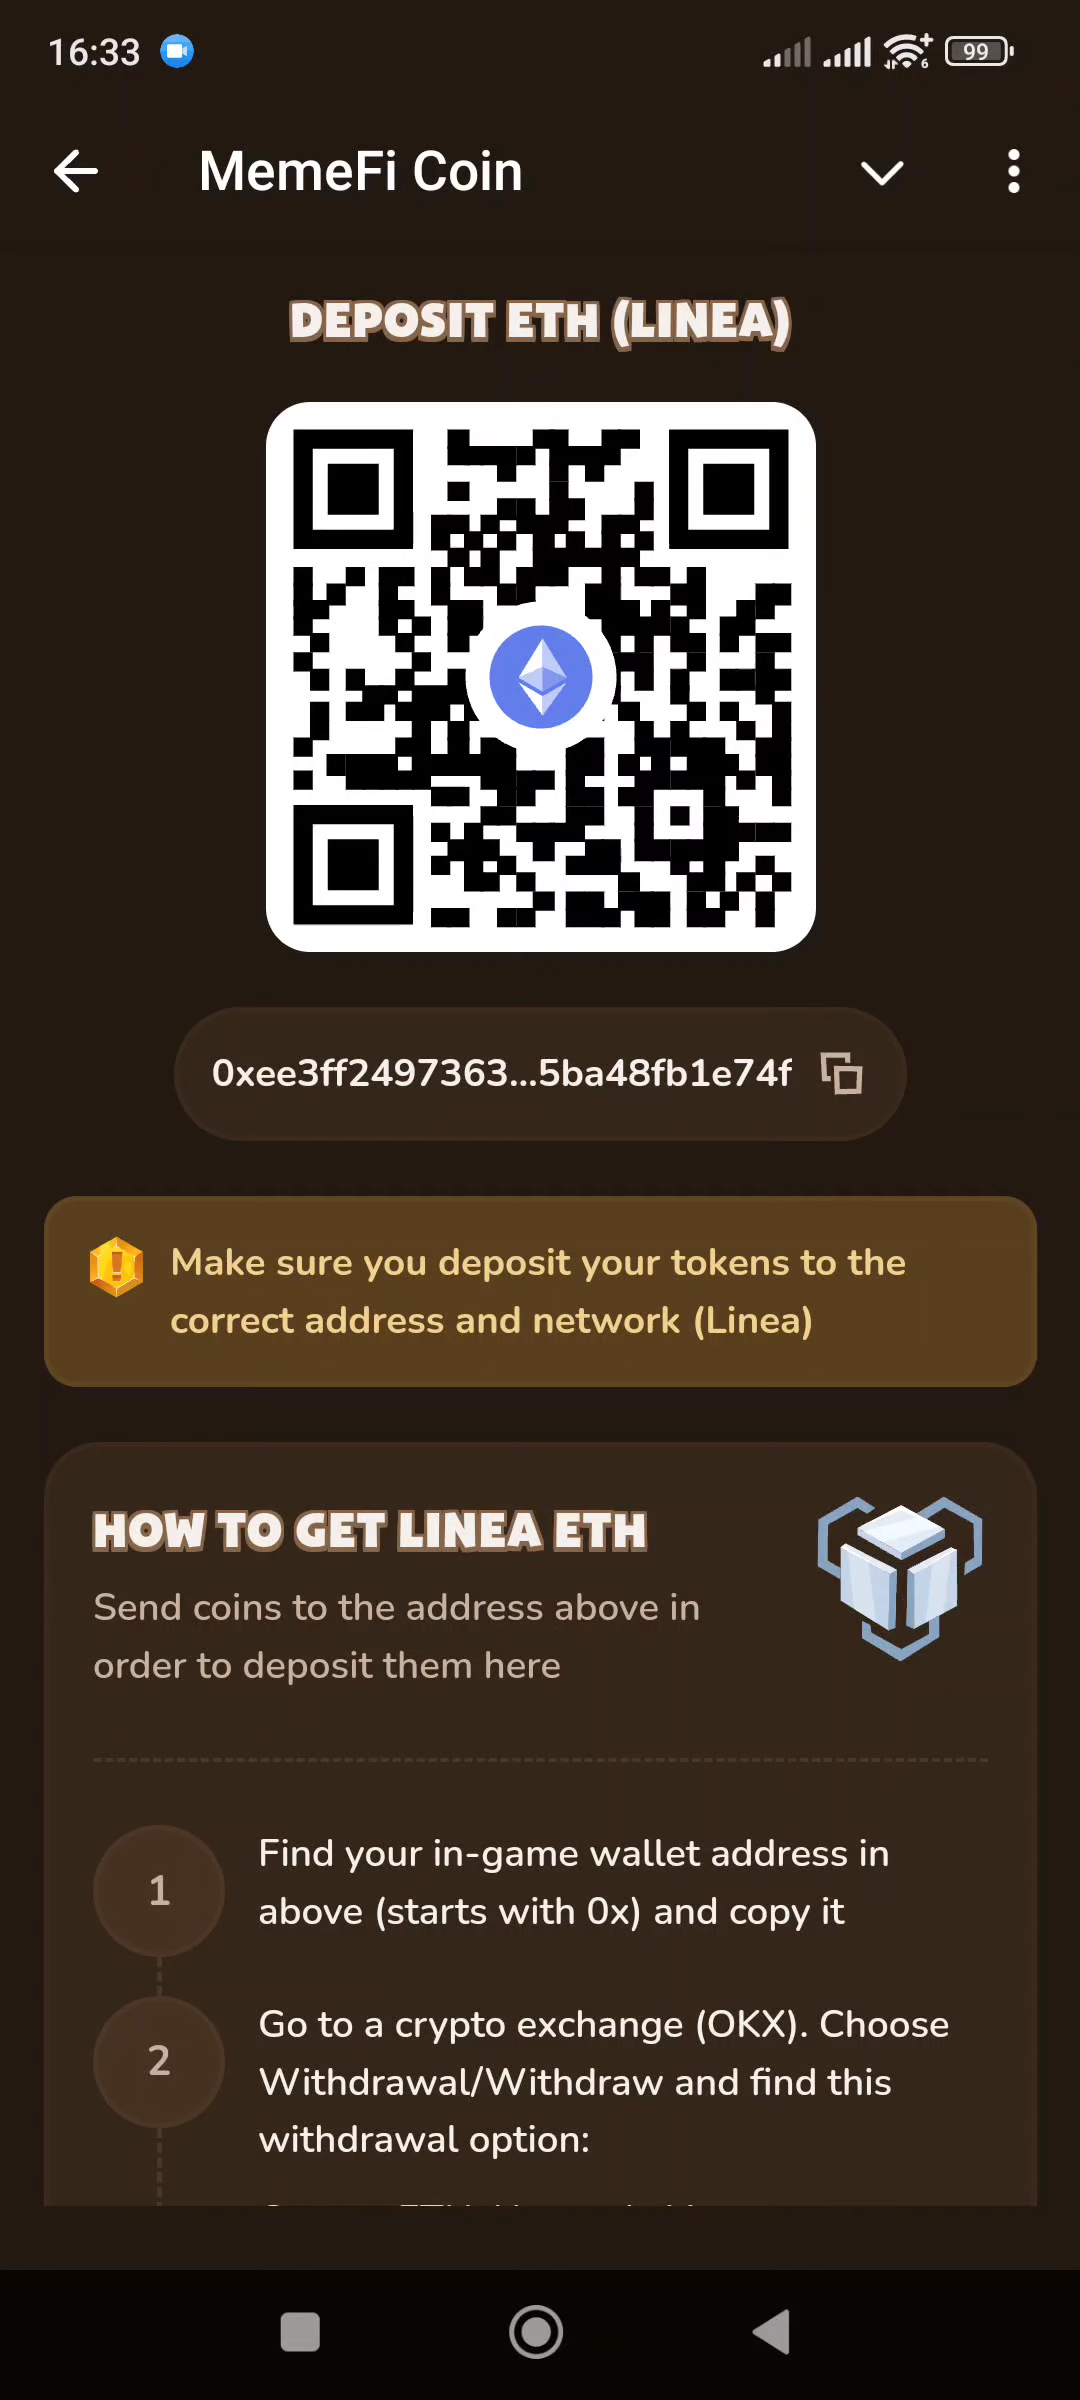 16:33
99
6
MemeFi Coin
DEPOSIT ETH (LINEA)
0xee3ff2497363...5ba48fb1e74f
Make sure you deposit your tokens to the
correct address and network (Linea)
HOW TO GET LINEA ETH
Send coins to the address above in
order to deposit them here
1
Find your in-game wallet address in
above (starts with 0x) and copy it
2
Go to a crypto exchange (OKX). Choose
Withdrawal/Withdraw and find this
withdrawal option: